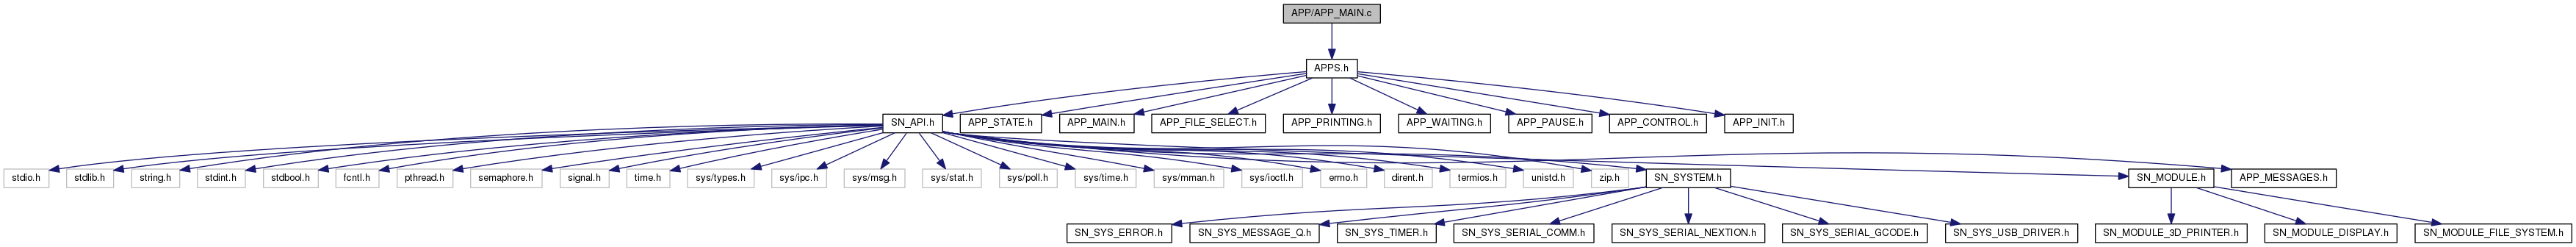 APP/APP_MAIN.c
APPS.h
SN_API.h APP_STATE.h APP_MAIN.h APP_FILE_SELECT.h APP_PRINTING.h APP_WAITING.h APP_PAUSE.h APP_CONTROL.h APP_INIT.h
stdio.h stdlib.h string.h stdint.h stdbool.h fcntl.h pthread.h semaphore.h signal.h time.h sys/types.h sys/ipc.h sys/msg.h sys/stat.h sys/poll.h sys/time.h sys/mman.h sys/ioctl.h errno.h dirent.h termios.h unistd.h zip.h SN_SYSTEM.h SN_MODULE.h APP_MESSAGES.h
SN_SYS_ERROR.h SN_SYS_MESSAGE_Q.h SN_SYS_TIMER.h SN_SYS_SERIAL_COMM.h SN_SYS_SERIAL_NEXTION.h SN_SYS_SERIAL_GCODE.h SN_SYS_USB_DRIVER.h SN_MODULE_3D_PRINTER.h SN_MODULE_DISPLAY.h SN_MODULE_FILE_SYSTEM.h